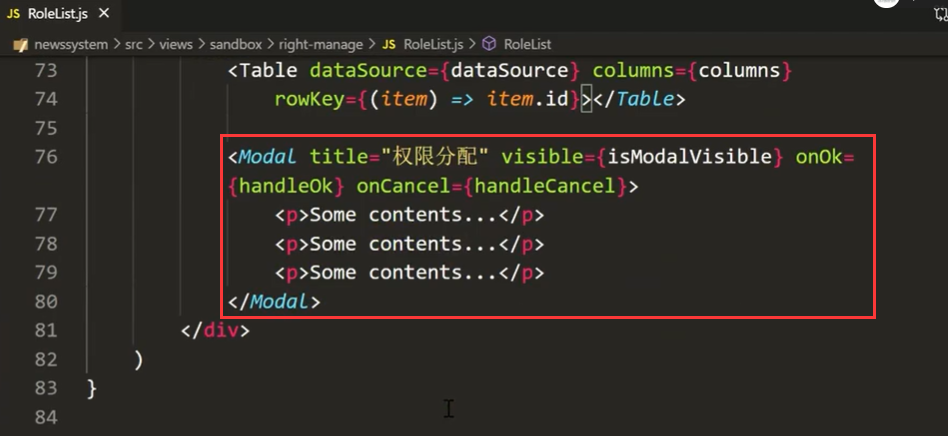 JS RoleList.js ×
newssystem > src > views > sandbox > right-manage > JS RoleList.js > RoleList
73 <Table dataSource={dataSource} columns={columns}
74 rowKey={(item) => item.id}></Table>
75
76 <Modal title="权限分配" visible={isModalVisible} onOk=
{handleOk} onCancel={handleCancel}>
77 <p>Some contents...</p>
78 <p>Some contents...</p>
79 <p>Some contents...</p>
80 </Modal>
81 </div>
82 )
83 }
84